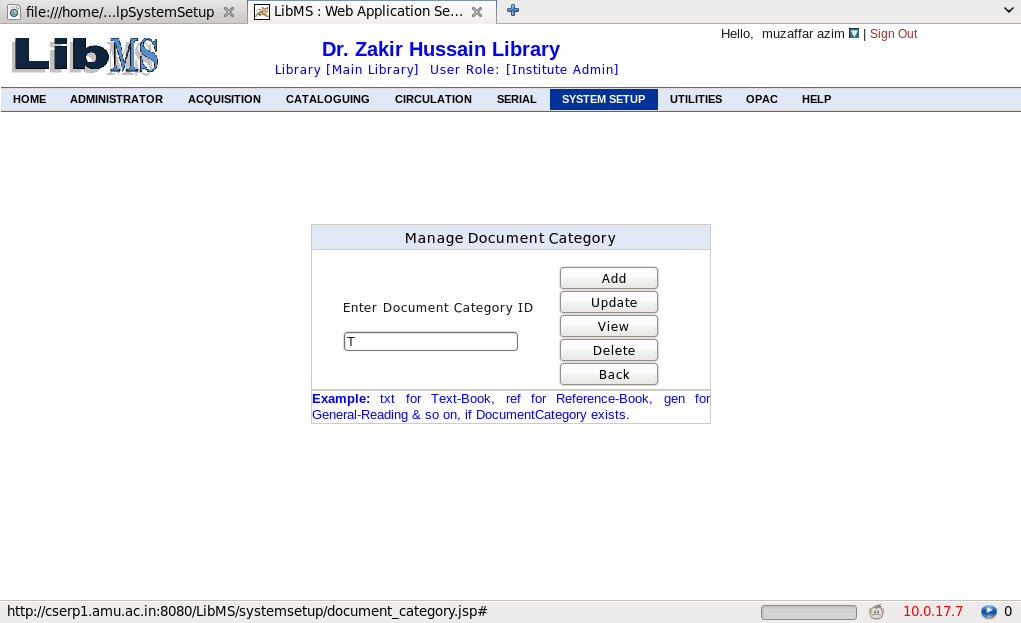 file:///home/...lpSystemSetup LibMS : Web Application Se...
Hello, muzaffar azim | Sign Out
LibMS
Dr. Zakir Hussain Library
Library [Main Library] User Role: [Institute Admin]
HOME ADMINISTRATOR ACQUISITION CATALOGUING CIRCULATION SERIAL SYSTEM SETUP UTILITIES OPAC HELP
Manage Document Category
Enter Document Category ID
T
Add
Update
View
Delete
Back
Example: txt for Text-Book, ref for Reference-Book, gen for
General-Reading & so on, if DocumentCategory exists.
http://cserp1.amu.ac.in:8080/LibMS/systemsetup/document_category.jsp# 10.0.17.7 0